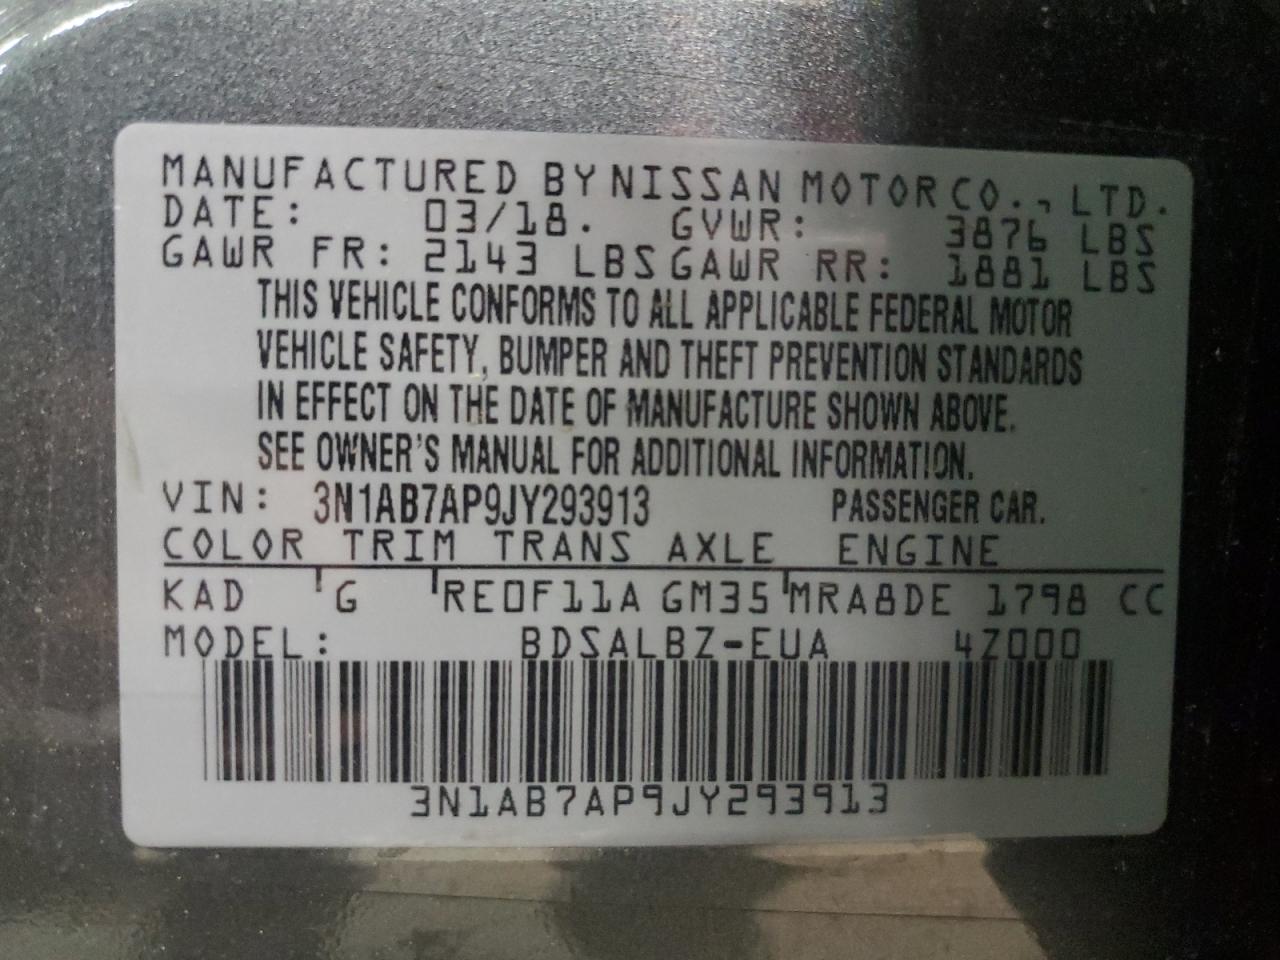 MANUFACTURED BY NISSAN MOTOR CO., LTD.
DATE: 03/18. GVWR: 3876 LBS
GAWR FR: 2143 LBS GAWR RR: 1881 LBS
THIS VEHICLE CONFORMS TO ALL APPLICABLE FEDERAL MOTOR
VEHICLE SAFETY, BUMPER AND THEFT PREVENTION STANDARDS
IN EFFECT ON THE DATE OF MANUFACTURE SHOWN ABOVE.
SEE OWNER'S MANUAL FOR ADDITIONAL INFORMATION.
VIN: 3N1AB7AP9JY293913 PASSENGER CAR.
COLOR TRIM TRANS AXLE ENGINE
KAD G RE0F11A GM35 MRA8DE 1798 CC
MODEL: BDSALBZ-EUA 4Z000
3N1AB7AP9JY293913